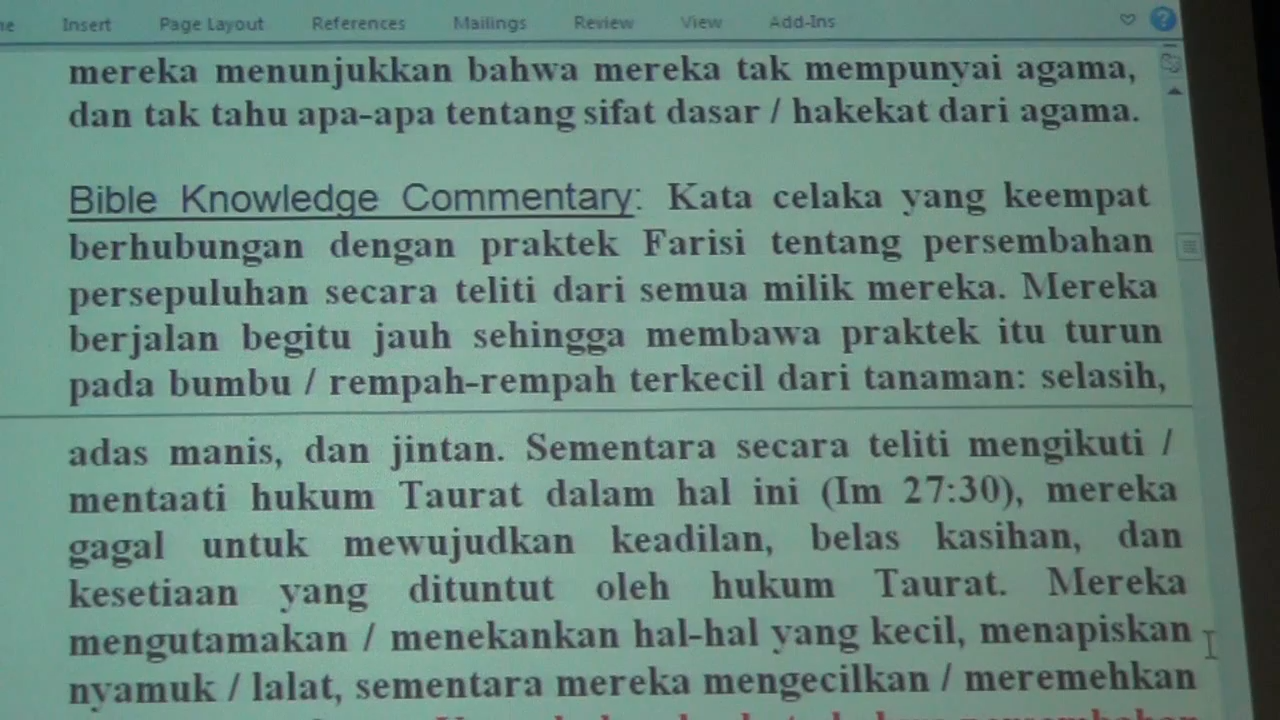 Insert Page Layout References Mailings Review View Add-Ins
mereka menunjukkan bahwa mereka tak mempunyai agama,
dan tak tahu apa-apa tentang sifat dasar / hakekat dari agama.
Bible Knowledge Commentary: Kata celaka yang keempat
berhubungan dengan praktek Farisi tentang persembahan
persepuluhan secara teliti dari semua milik mereka. Mereka
berjalan begitu jauh sehingga membawa praktek itu turun
pada bumbu / rempah-rempah terkecil dari tanaman: selasih,
adas manis, dan jintan. Sementara secara teliti mengikuti /
mentaati hukum Taurat dalam hal ini (Im 27:30), mereka
gagal untuk mewujudkan keadilan, belas kasihan, dan
kesetiaan yang dituntut oleh hukum Taurat. Mereka
mengutamakan / menekankan hal-hal yang kecil, menapiskan
nyamuk / lalat, sementara mereka mengecilkan / meremehkan